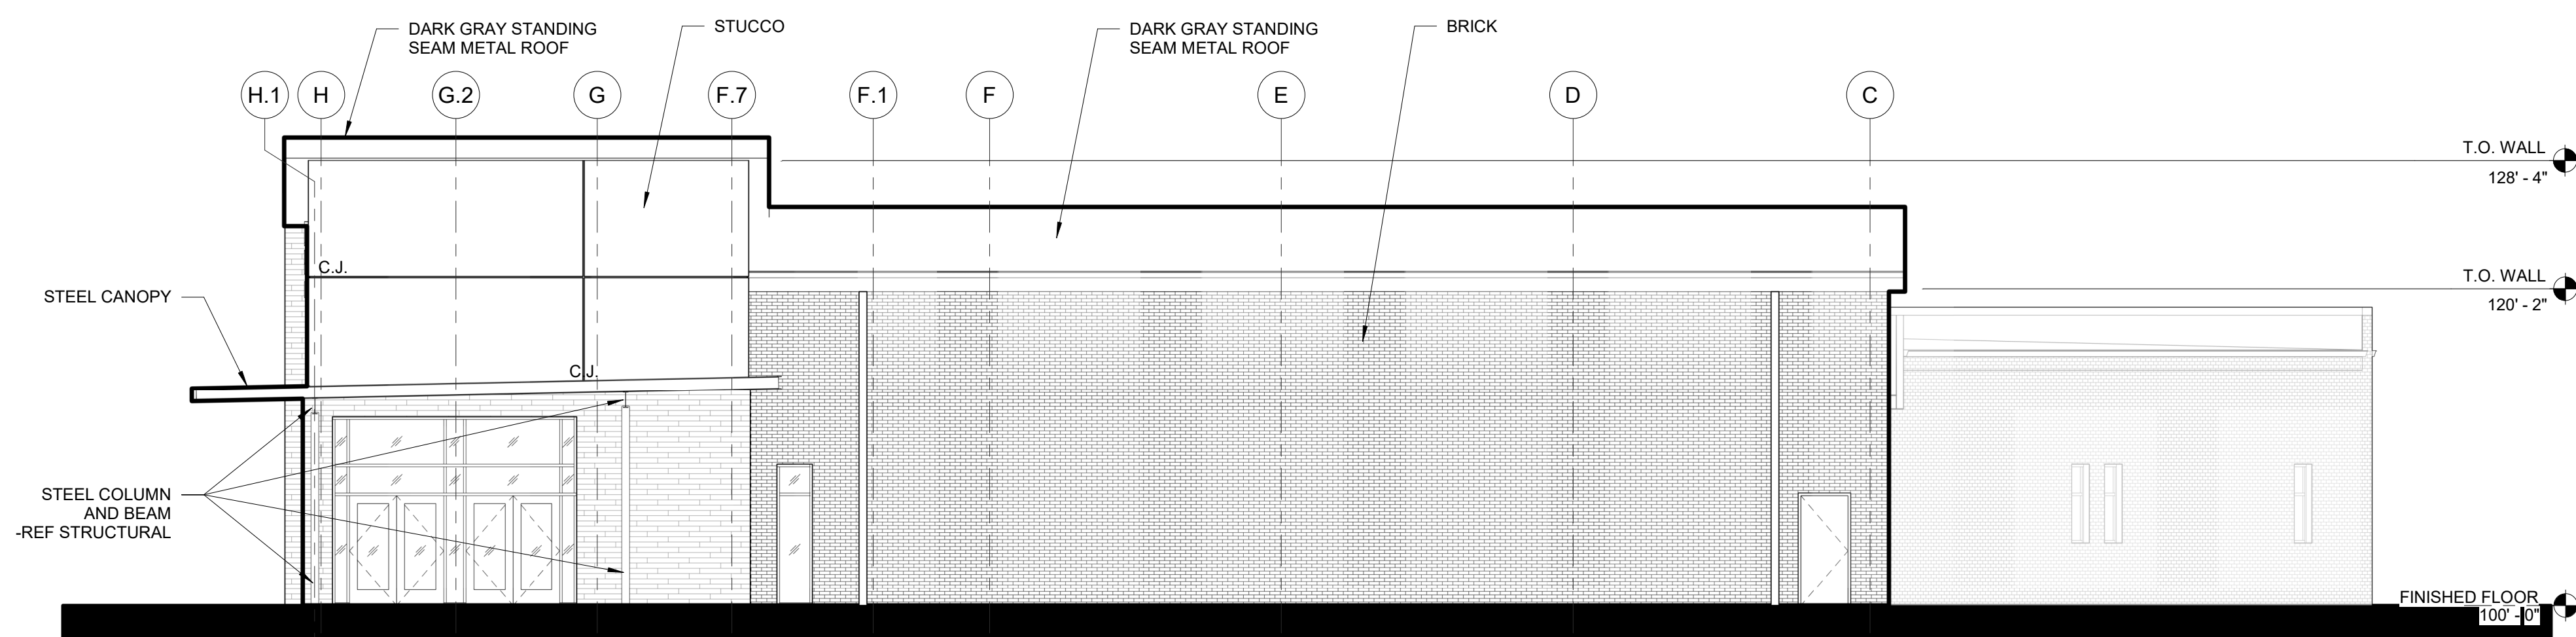 DARK GRAY STANDING
SEAM METAL ROOF
STUCCO
DARK GRAY STANDING
SEAM METAL ROOF
BRICK
H.1
H
G.2
G
F.7
F.1
F
E
D
C
T.O. WALL
128' - 4"
C.J.
T.O. WALL
120' - 2"
STEEL CANOPY
C.J.
STEEL COLUMN
AND BEAM
-REF STRUCTURAL
FINISHED FLOOR
100' - 0"